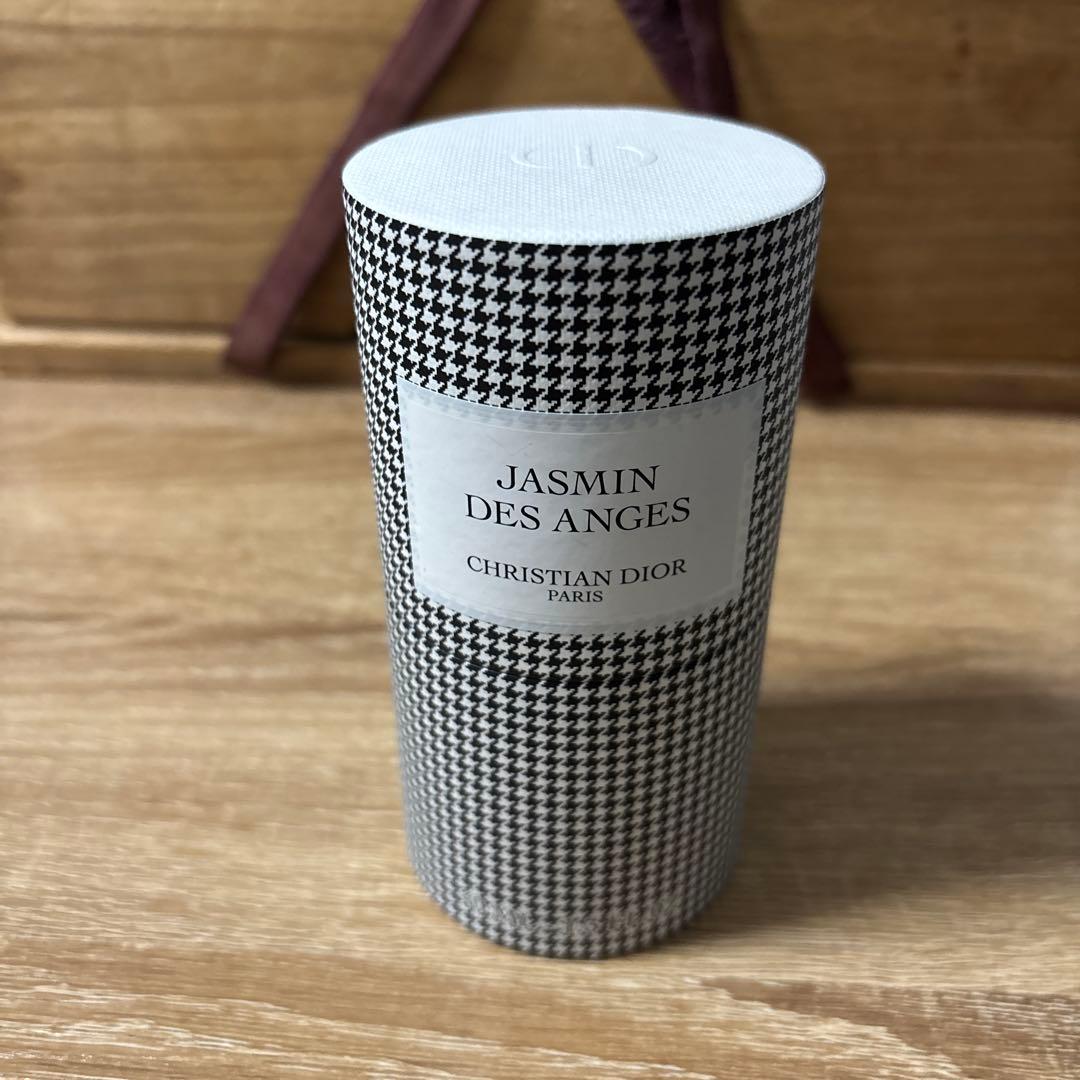 JASMIN
DES ANGES
CHRISTIAN DIOR
PARIS